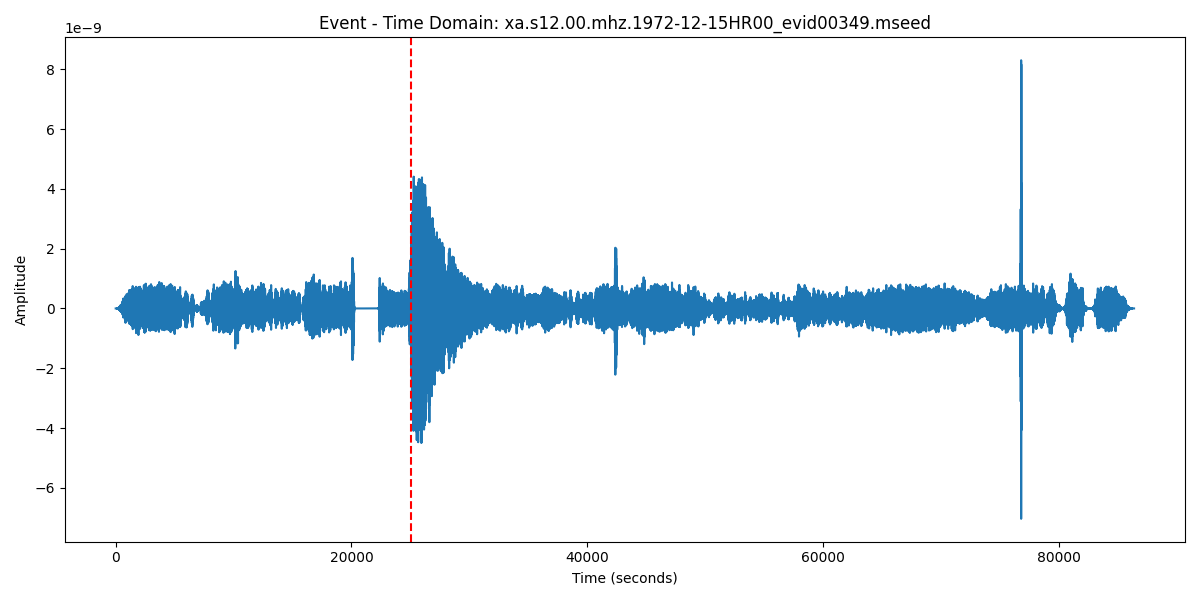 Event - Time Domain: xa.s12.00.mhz.1972-12-15HR00_evid00349.mseed
1e−9
8
6
4
2
0
−2
−4
−6
Amplitude
0 20000 40000 60000 80000
Time (seconds)